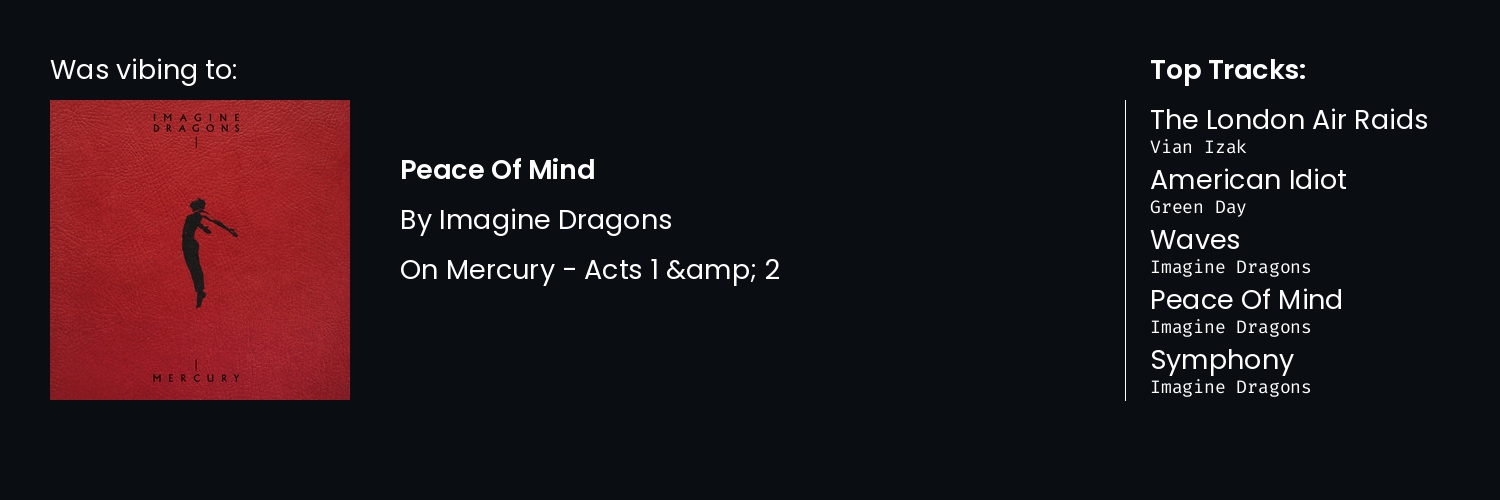 Was vibing to:
IMAGINE
DRAGONS
MERCURY
Peace Of Mind
By Imagine Dragons
On Mercury - Acts 1 &amp; 2
Top Tracks:
The London Air Raids
Vian Izak
American Idiot
Green Day
Waves
Imagine Dragons
Peace Of Mind
Imagine Dragons
Symphony
Imagine Dragons